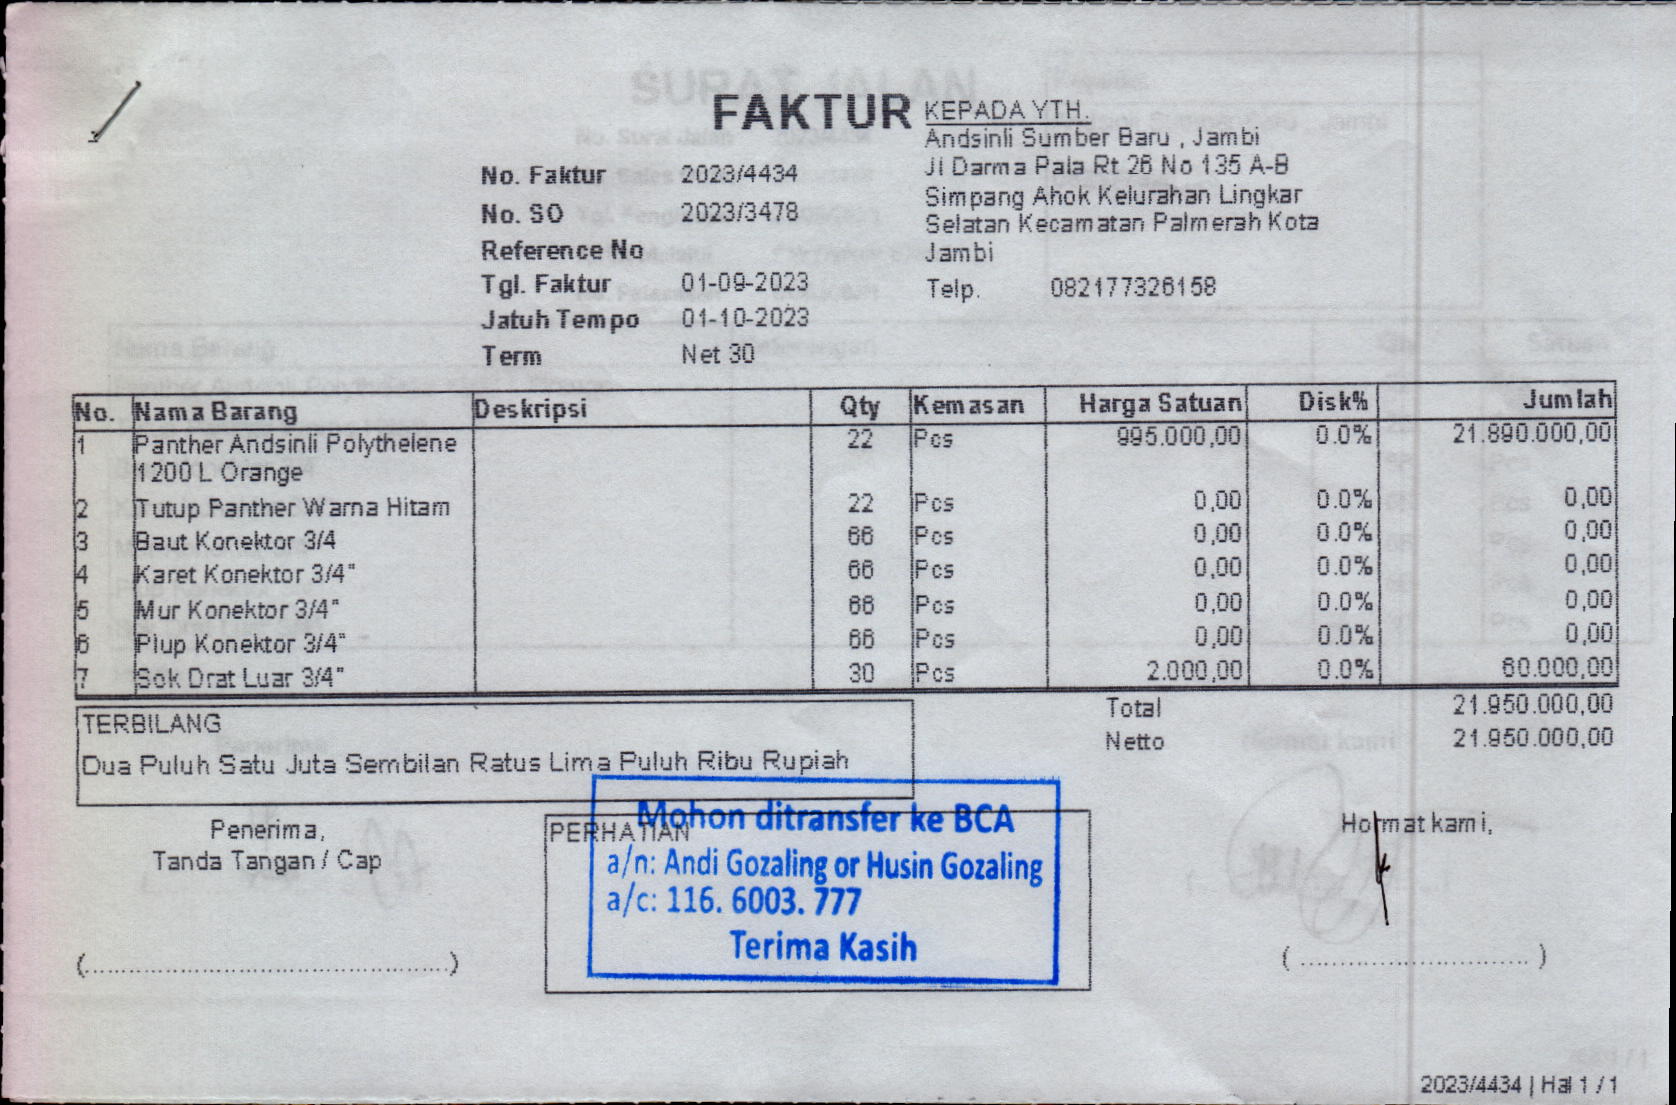 FAKTUR
KEPADA YTH.
Andsinli Sumber Baru , Jambi
Jl Darma Pala Rt 26 No 135 A-B
Simpang Ahok Kelurahan Lingkar
Selatan Kecamatan Palmerah Kota
Jambi
Telp. 082177326158
No. Faktur 2023/4434
No. SO 2023/3478
Reference No
Tgl. Faktur 01-09-2023
Jatuh Tempo 01-10-2023
Term Net 30
No. Nama Barang Deskripsi Qty Kemasan Harga Satuan Disk% Jumlah
1 Panther Andsinli Polythelene 22 Pcs 995.000,00 0.0% 21.890.000,00
1200 L Orange
2 Tutup Panther Warna Hitam 22 Pcs 0,00 0.0% 0,00
3 Baut Konektor 3/4 66 Pcs 0,00 0.0% 0,00
4 Karet Konektor 3/4" 66 Pcs 0,00 0.0% 0,00
5 Mur Konektor 3/4" 66 Pcs 0,00 0.0% 0,00
6 Plup Konektor 3/4" 66 Pcs 0,00 0.0% 0,00
7 Sok Drat Luar 3/4" 30 Pcs 2.000,00 0.0% 60.000,00
Total 21.950.000,00
Netto 21.950.000,00
TERBILANG
Dua Puluh Satu Juta Sembilan Ratus Lima Puluh Ribu Rupiah
Penerima,
Tanda Tangan / Cap
(................................................)
PERHATIAN
Mohon ditransfer ke BCA
a/n: Andi Gozaling or Husin Gozaling
a/c: 116. 6003. 777
Terima Kasih
Hormat kami,
( .............................. )
2023/4434 | Hal 1 / 1